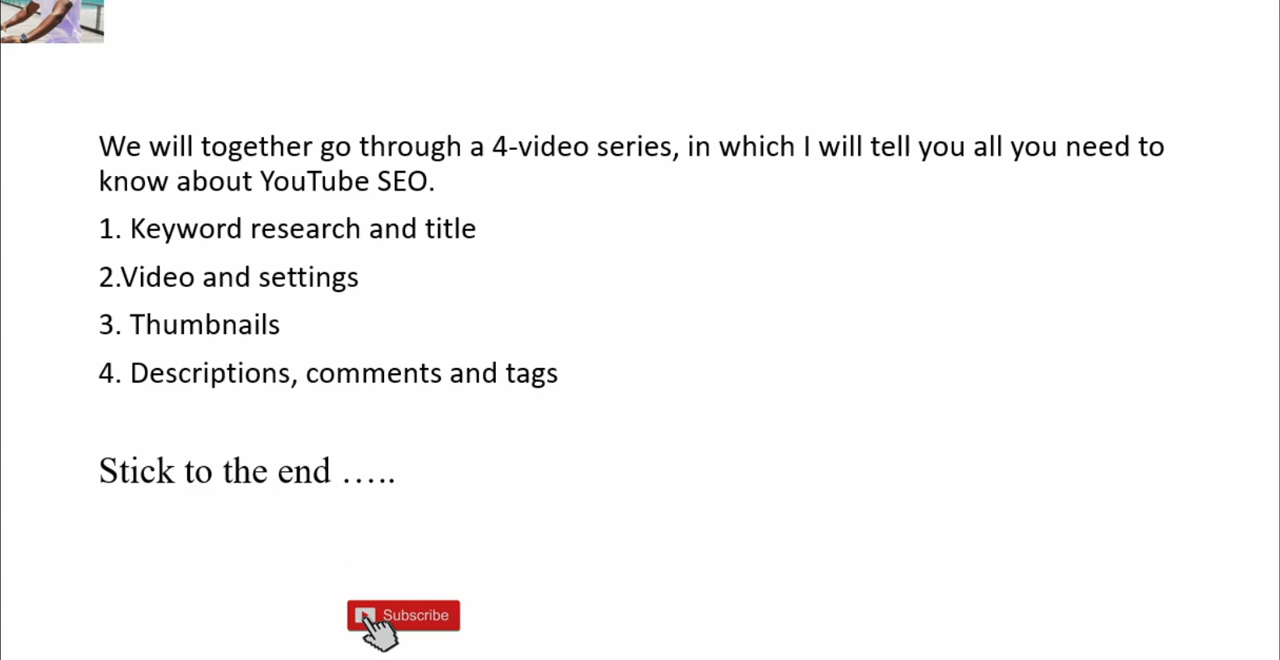 We will together go through a 4-video series, in which I will tell you all you need to
know about YouTube SEO.
1. Keyword research and title
2.Video and settings
3. Thumbnails
4. Descriptions, comments and tags
Stick to the end …..
Subscribe